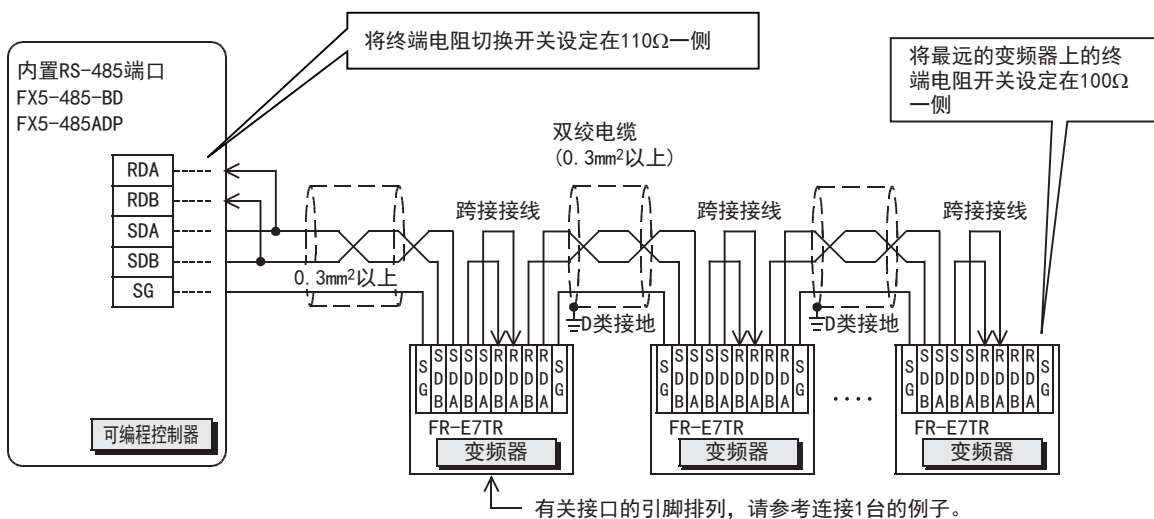 将终端电阻切换开关设定在110Ω一侧
内置RS-485端口
FX5-485-BD
FX5-485ADP
将最远的变频器上的终
端电阻开关设定在100Ω
一侧
双绞电缆
(0.3mm²以上)
RDA
RDB
SDA
SDB
SG
0.3mm²以上
跨接接线
跨接接线
跨接接线
D类接地
D类接地
SG SDB SDA SDB SDA RDB RDA RDB RDA SG
SG SDB SDA SDB SDA RDB RDA RDB RDA SG
SG SDB SDA SDB SDA RDB RDA RDB RDA SG
....
FR-E7TR
FR-E7TR
FR-E7TR
可编程控制器
变频器
变频器
变频器
有关接口的引脚排列，请参考连接1台的例子。